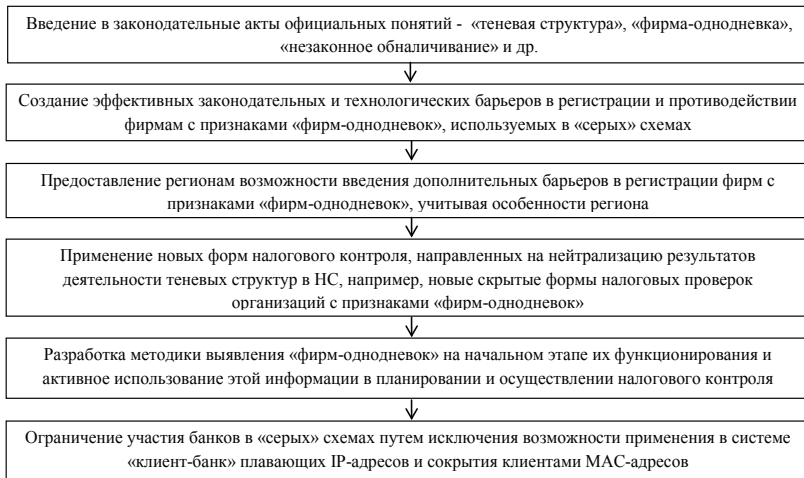 Введение в законодательные акты официальных понятий - «теневая структура», «фирма-однодневка»,
«незаконное обналичивание» и др.
Создание эффективных законодательных и технологических барьеров в регистрации и противодействии
фирмам с признаками «фирм-однодневок», используемых в «серых» схемах
Предоставление регионам возможности введения дополнительных барьеров в регистрации фирм с
признаками «фирм-однодневок», учитывая особенности региона
Применение новых форм налогового контроля, направленных на нейтрализацию результатов
деятельности теневых структур в НС, например, новые скрытые формы налоговых проверок
организаций с признаками «фирм-однодневок»
Разработка методики выявления «фирм-однодневок» на начальном этапе их функционирования и
активное использование этой информации в планировании и осуществлении налогового контроля
Ограничение участия банков в «серых» схемах путем исключения возможности применения в системе
«клиент-банк» плавающих IP-адресов и сокрытия клиентами MAC-адресов